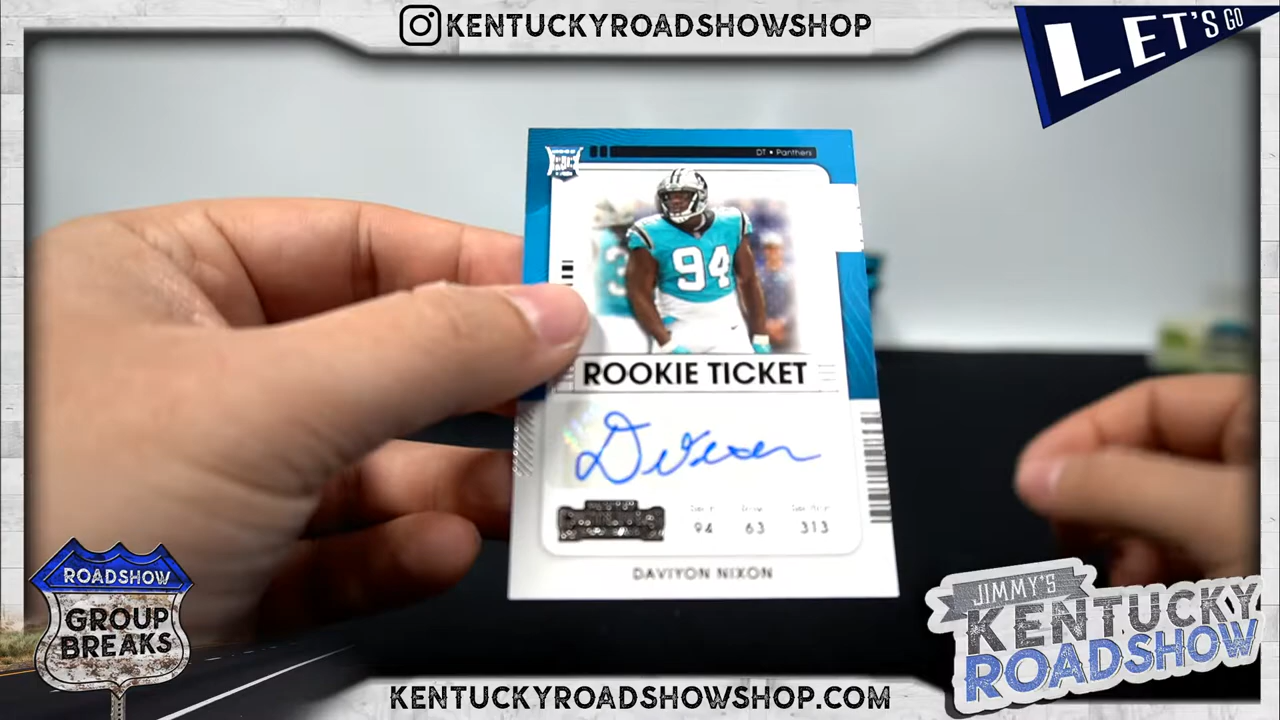 KENTUCKYROADSHOWSHOP
LET'S GO
DT • Panthers
94
ROOKIE TICKET
94 63 313
DAVIYON NIXON
ROADSHOW
GROUP
BREAKS
JIMMY'S
KENTUCKY
ROADSHOW
KENTUCKYROADSHOWSHOP.COM